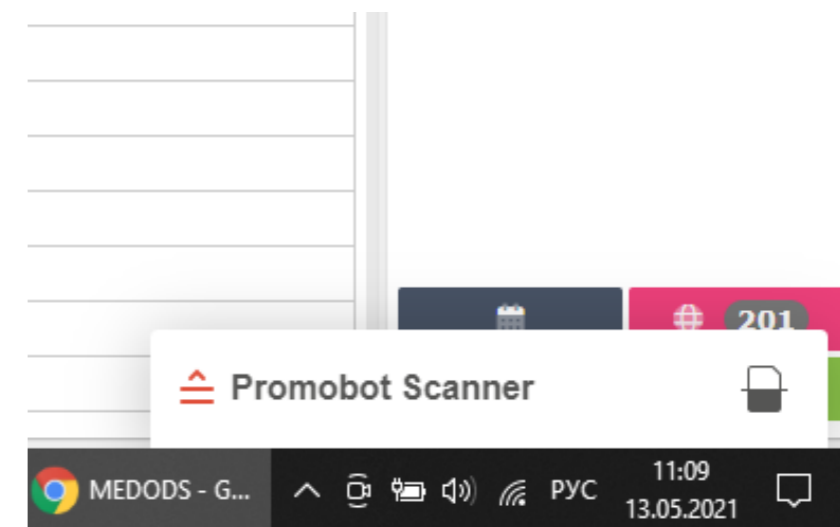 201
Promobot Scanner
MEDODS - G...
РУС
11:09
13.05.2021